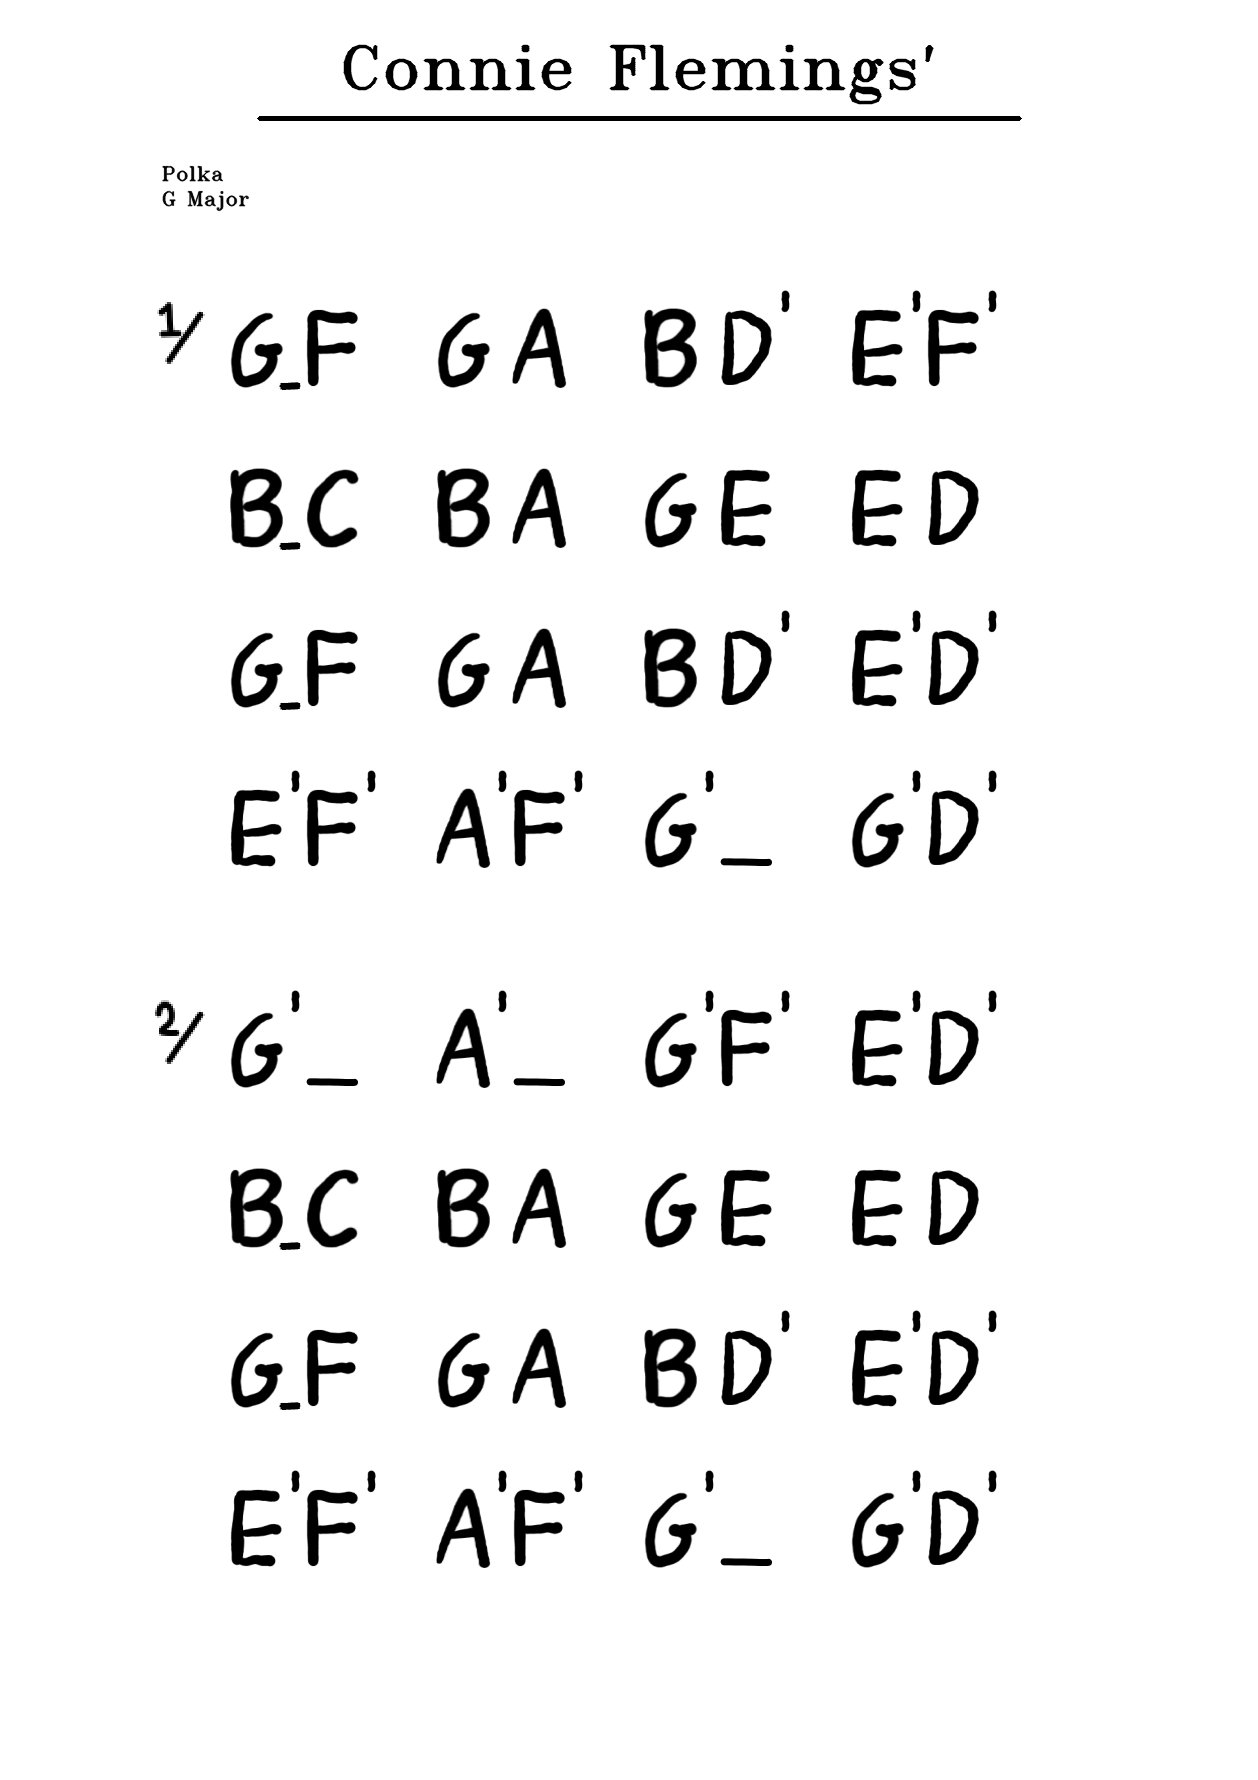 Connie Flemings'
Polka
G Major
1/ G_F GA BD' E'F'
B_C BA GE ED
G_F GA BD' E'D'
E'F' A'F' G'_ G'D'
2/ G'_ A'_ G'F' E'D'
B_C BA GE ED
G_F GA BD' E'D'
E'F' A'F' G'_ G'D'